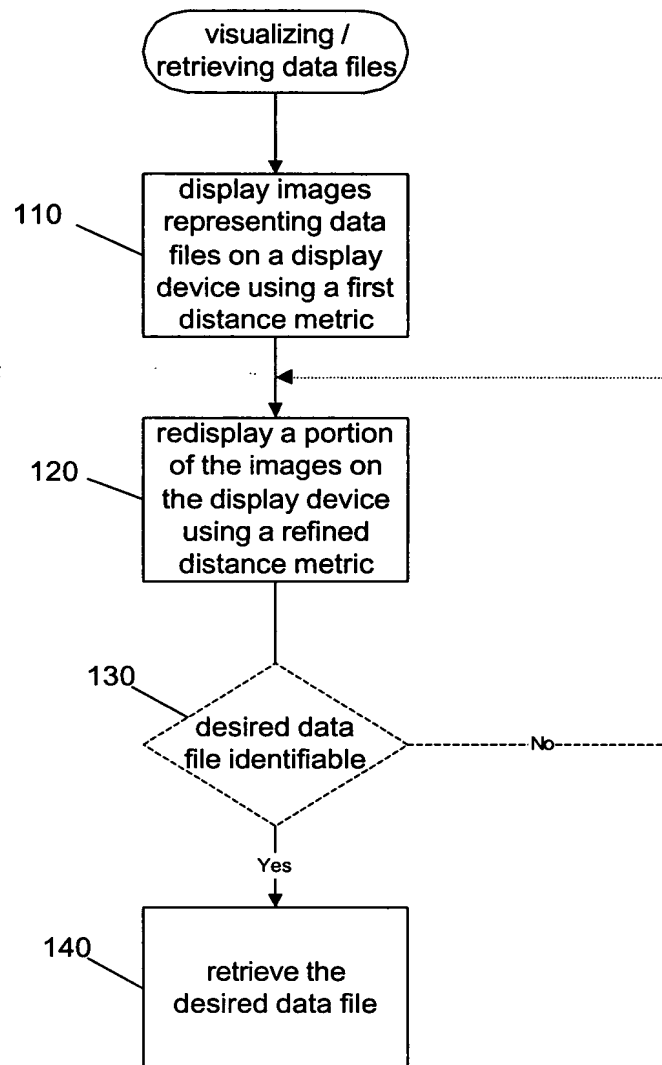 visualizing /
retrieving data files
110
display images
representing data
files on a display
device using a first
distance metric
120
redisplay a portion
of the images on
the display device
using a refined
distance metric
130
desired data
file identifiable
No
Yes
140
retrieve the
desired data file